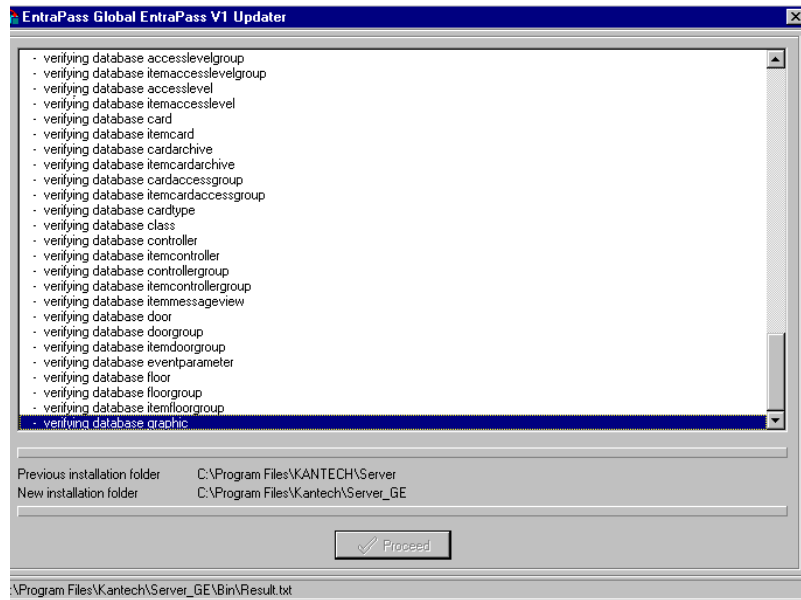 EntraPass Global EntraPass V1 Updater
- verifying database accesslevelgroup
- verifying database itemaccesslevelgroup
- verifying database accesslevel
- verifying database itemaccesslevel
- verifying database card
- verifying database itemcard
- verifying database cardarchive
- verifying database itemcardarchive
- verifying database cardaccessgroup
- verifying database itemcardaccessgroup
- verifying database cardtype
- verifying database class
- verifying database controller
- verifying database itemcontroller
- verifying database controllergroup
- verifying database itemcontrollergroup
- verifying database itemmessageview
- verifying database door
- verifying database doorgroup
- verifying database itemdoorgroup
- verifying database eventparameter
- verifying database floor
- verifying database floorgroup
- verifying database itemfloorgroup
- verifying database graphic
Previous installation folder C:\Program Files\KANTECH\Server
New installation folder C:\Program Files\Kantech\Server_GE
Proceed
:\Program Files\Kantech\Server_GE\Bin\Result.txt